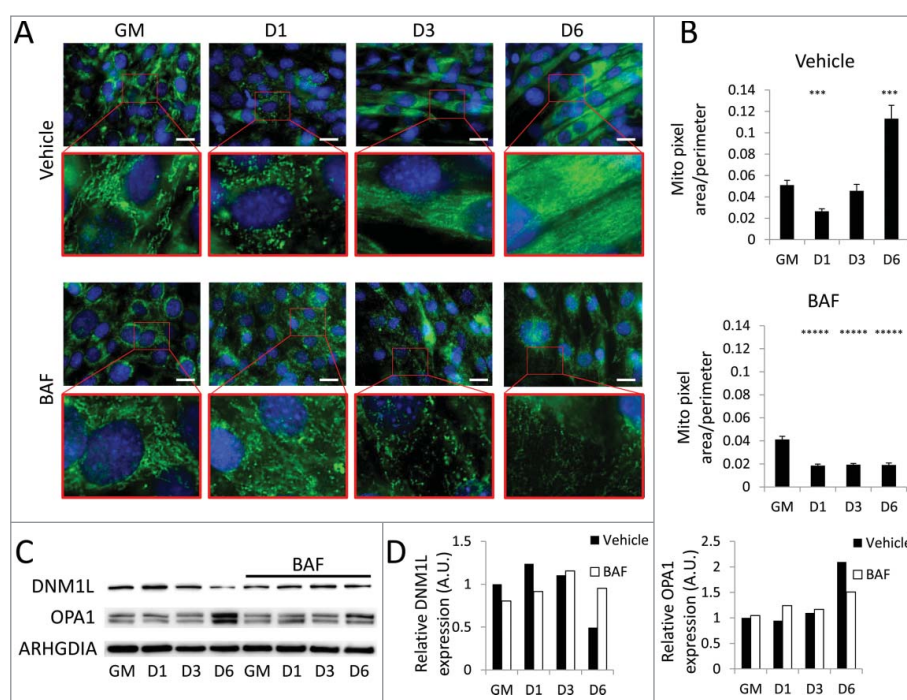 A
GM D1 D3 D6
Vehicle
BAF
B
Vehicle
Mito pixel
area/perimeter
0.14
0.12
0.1
0.08
0.06
0.04
0.02
0
*** ***
GM D1 D3 D6
BAF
Mito pixel
area/perimeter
0.14
0.12
0.1
0.08
0.06
0.04
0.02
0
***** ***** *****
GM D1 D3 D6
C
BAF
DNM1L
OPA1
ARHGDIA
GM D1 D3 D6 GM D1 D3 D6
D
Relative DNM1L
expression (A.U.)
1.5
1
0.5
0
GM D1 D3 D6
Relative OPA1
expression (A.U.)
2.5
2
1.5
1
0.5
0
Vehicle
BAF
GM D1 D3 D6